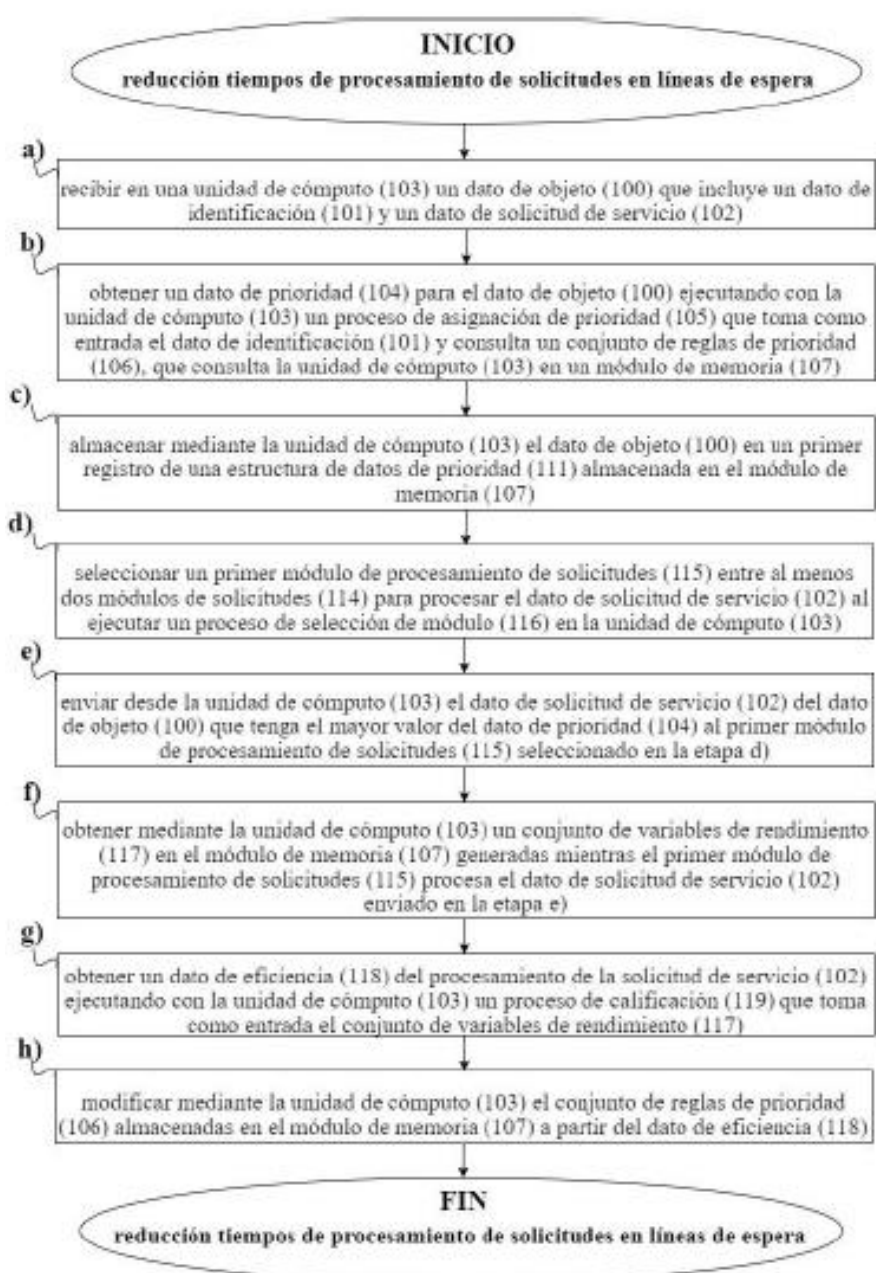 INICIO
reducción tiempos de procesamiento de solicitudes en líneas de espera
a)
recibir en una unidad de cómputo (103) un dato de objeto (100) que incluye un dato de
identificación (101) y un dato de solicitud de servicio (102)
b)
obtener un dato de prioridad (104) para el dato de objeto (100) ejecutando con la
unidad de cómputo (103) un proceso de asignación de prioridad (105) que toma como
entrada el dato de identificación (101) y consulta un conjunto de reglas de prioridad
(106), que consulta la unidad de cómputo (103) en un módulo de memoria (107)
c)
almacenar mediante la unidad de cómputo (103) el dato de objeto (100) en un primer
registro de una estructura de datos de prioridad (111) almacenada en el módulo de
memoria (107)
d)
seleccionar un primer módulo de procesamiento de solicitudes (115) entre al menos
dos módulos de solicitudes (114) para procesar el dato de solicitud de servicio (102) al
ejecutar un proceso de selección de módulo (116) en la unidad de cómputo (103)
e)
enviar desde la unidad de cómputo (103) el dato de solicitud de servicio (102) del dato
de objeto (100) que tenga el mayor valor del dato de prioridad (104) al primer módulo
de procesamiento de solicitudes (115) seleccionado en la etapa d)
f)
obtener mediante la unidad de cómputo (103) un conjunto de variables de rendimiento
(117) en el módulo de memoria (107) generadas mientras el primer módulo de
procesamiento de solicitudes (115) procesa el dato de solicitud de servicio (102)
enviado en la etapa e)
g)
obtener un dato de eficiencia (118) del procesamiento de la solicitud de servicio (102)
ejecutando con la unidad de cómputo (103) un proceso de calificación (119) que toma
como entrada el conjunto de variables de rendimiento (117)
h)
modificar mediante la unidad de cómputo (103) el conjunto de reglas de prioridad
(106) almacenadas en el módulo de memoria (107) a partir del dato de eficiencia (118)
FIN
reducción tiempos de procesamiento de solicitudes en líneas de espera